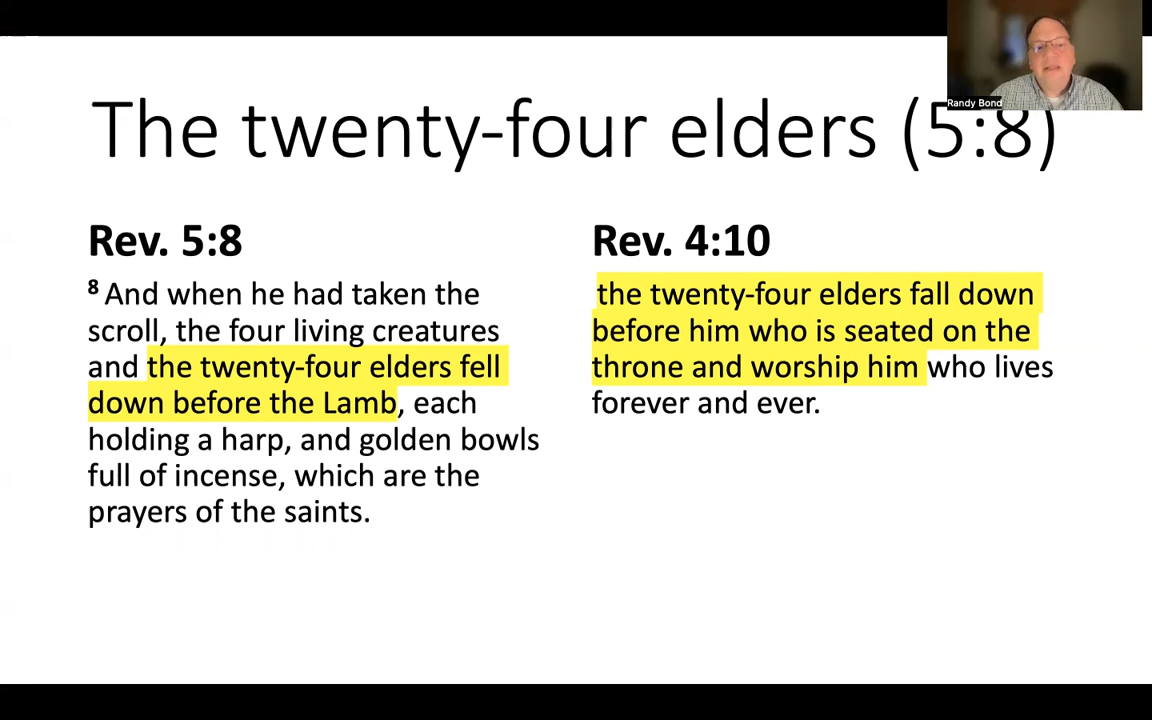 Randy Bond
The twenty-four elders (5:8)
Rev. 5:8
8 And when he had taken the
scroll, the four living creatures
and the twenty-four elders fell
down before the Lamb, each
holding a harp, and golden bowls
full of incense, which are the
prayers of the saints.
Rev. 4:10
the twenty-four elders fall down
before him who is seated on the
throne and worship him who lives
forever and ever.